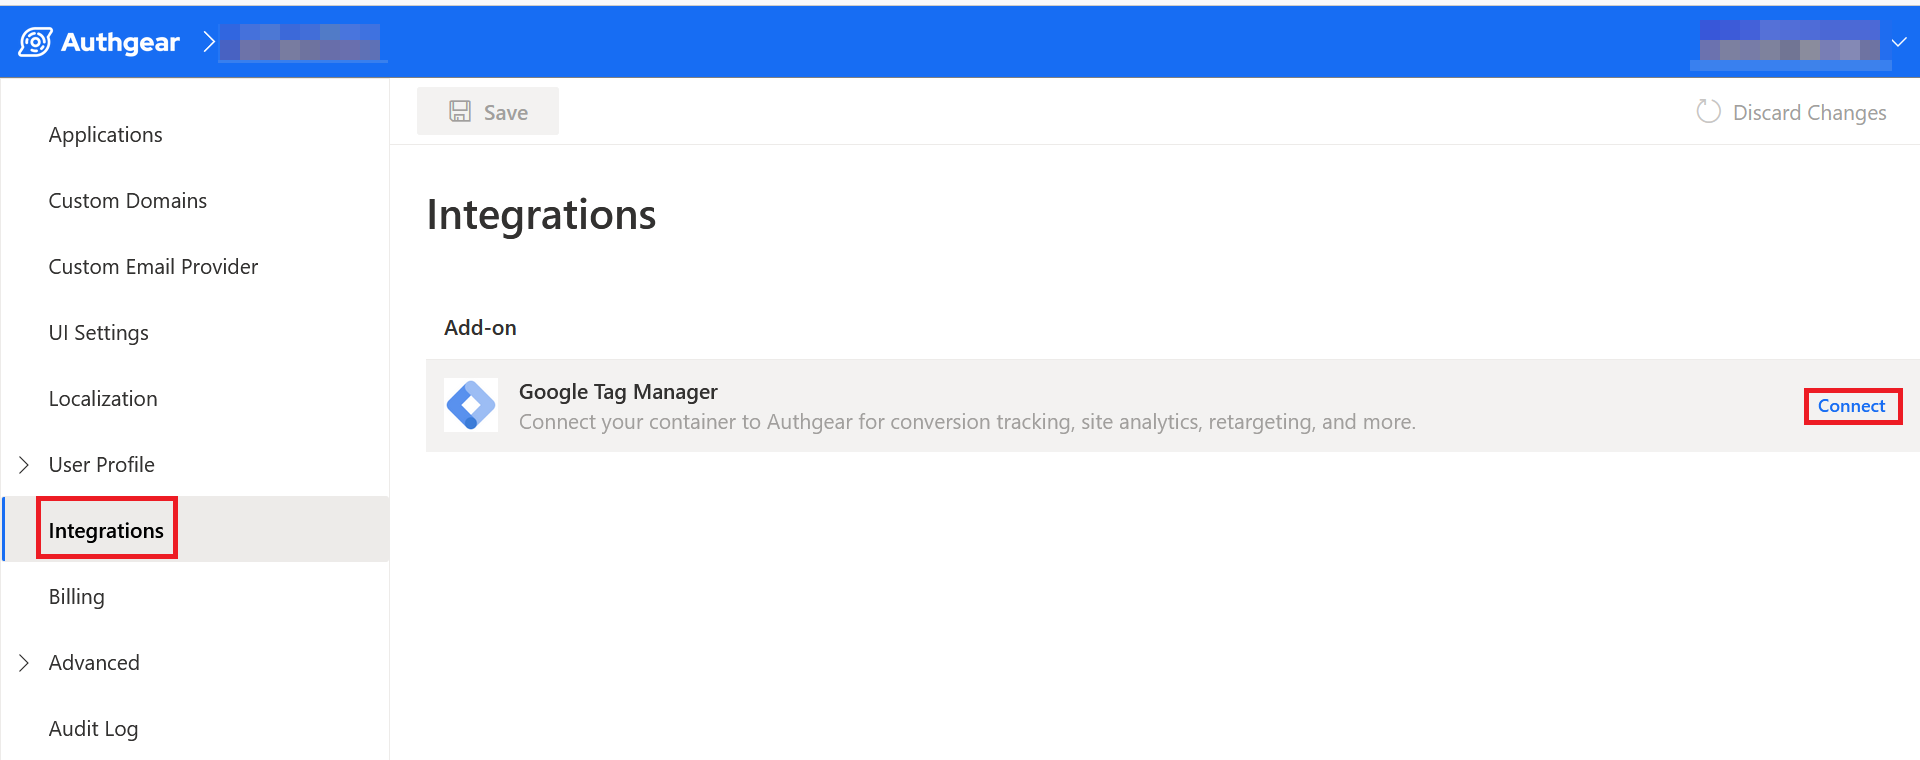 Authgear
Save
Discard Changes
Applications
Custom Domains
Custom Email Provider
UI Settings
Localization
User Profile
Integrations
Billing
Advanced
Audit Log
Integrations
Add-on
Google Tag Manager
Connect your container to Authgear for conversion tracking, site analytics, retargeting, and more.
Connect